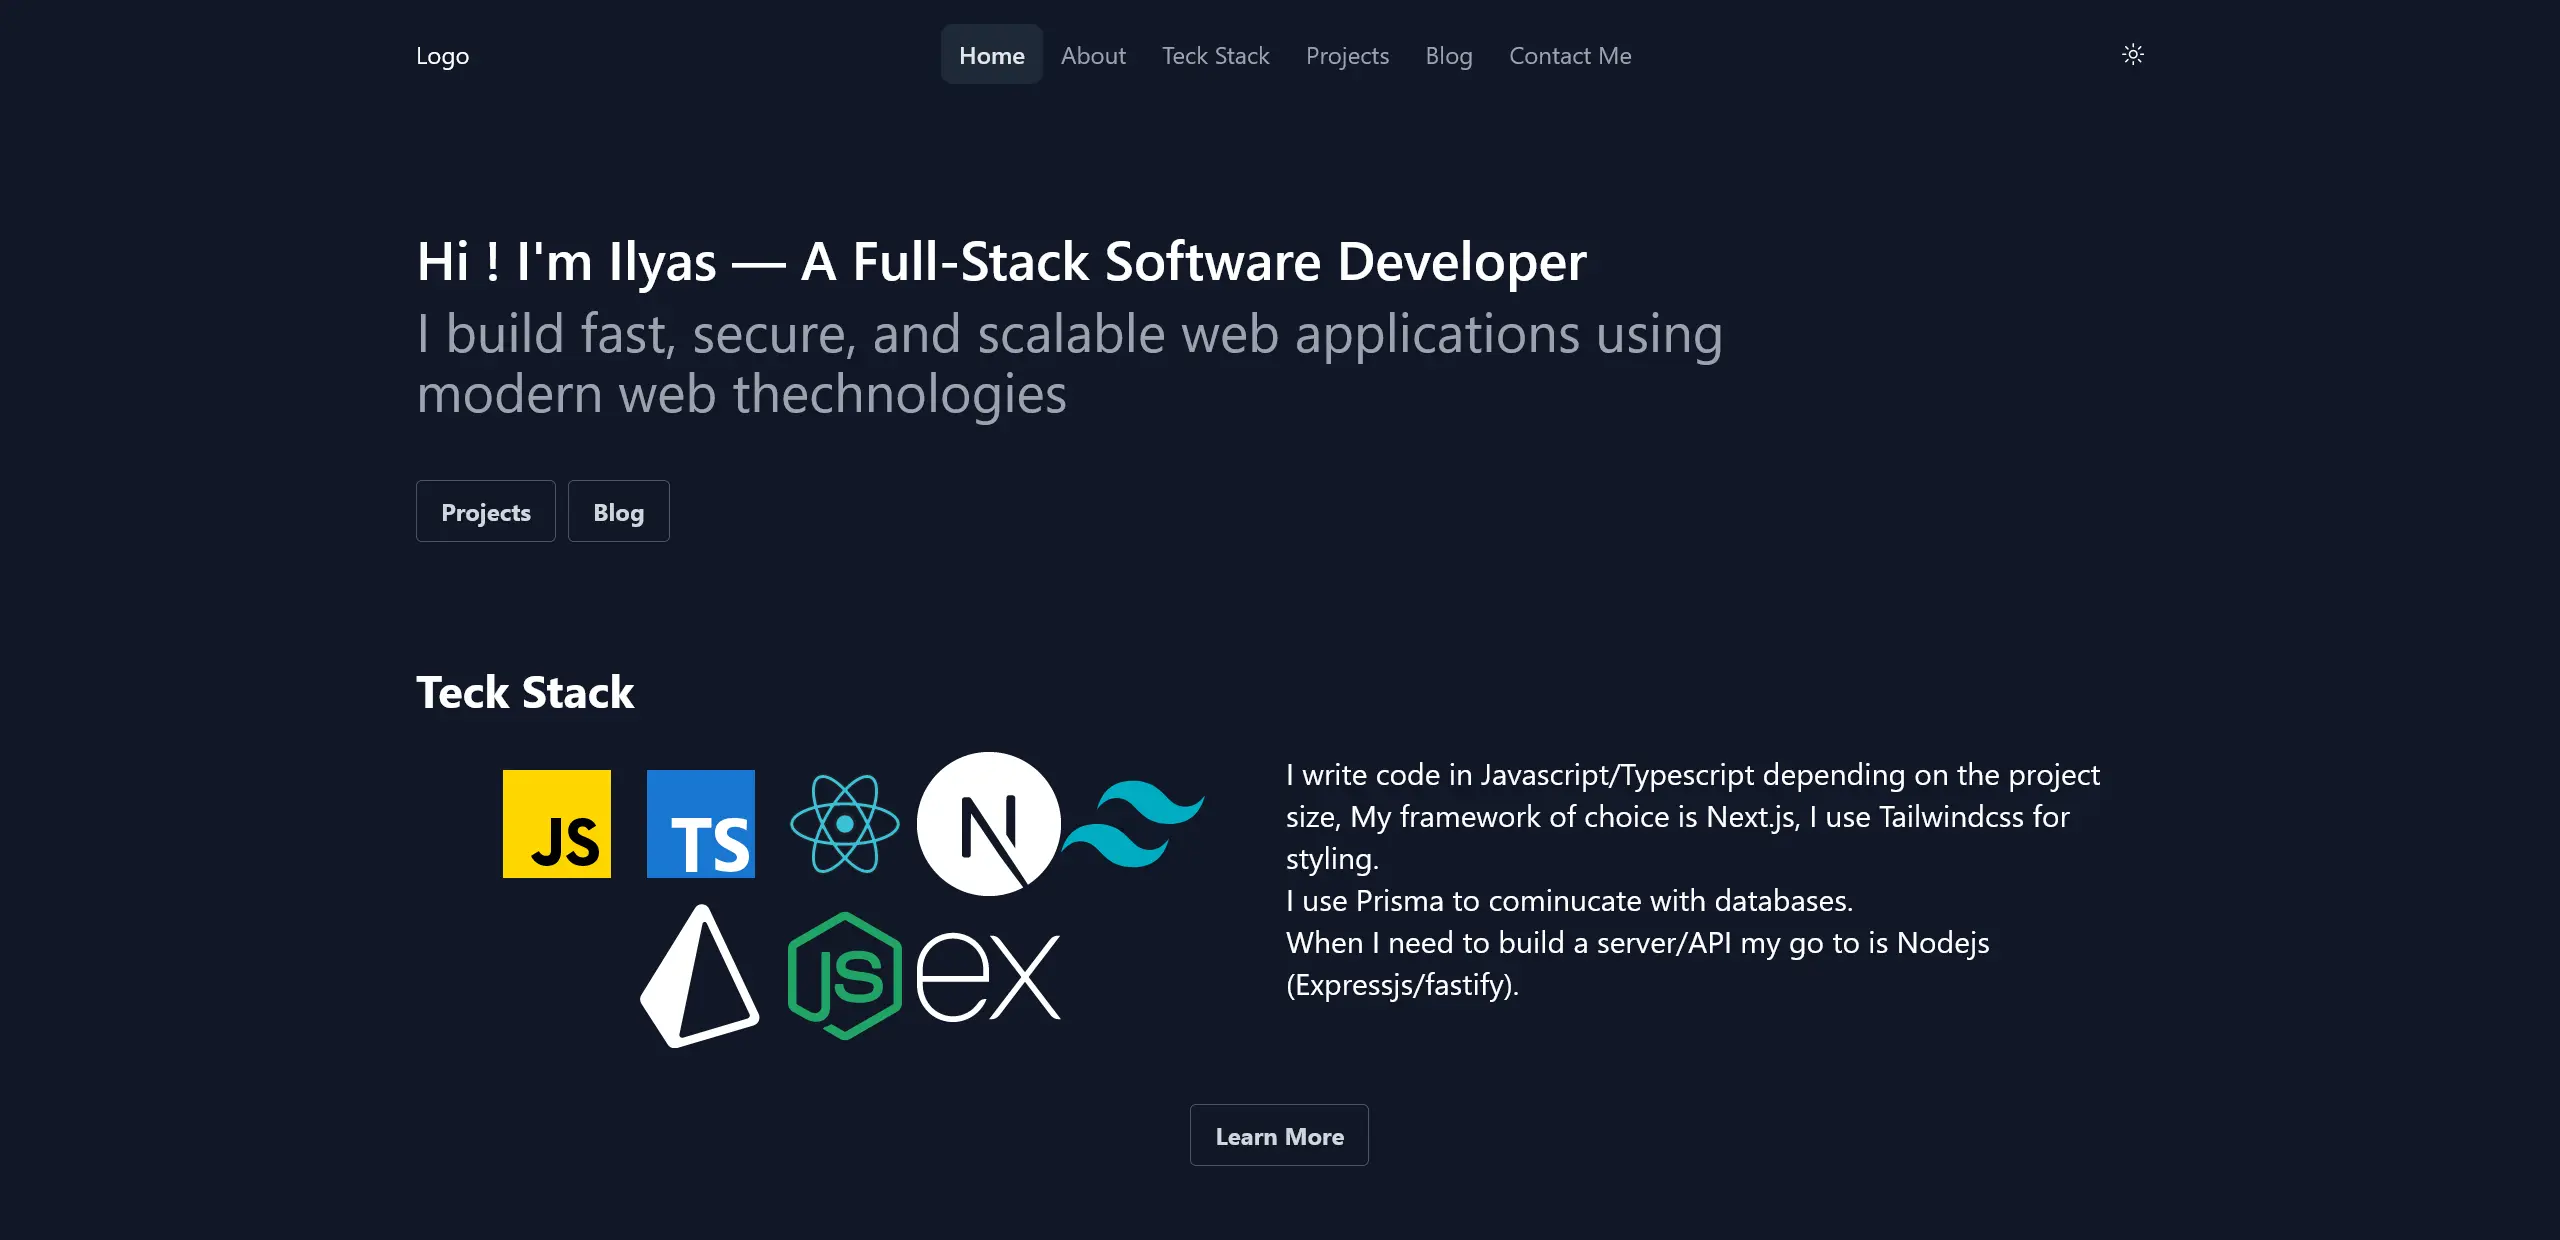 Logo
Home
About
Teck Stack
Projects
Blog
Contact Me
Hi ! I'm Ilyas — A Full-Stack Software Developer
I build fast, secure, and scalable web applications using
modern web thechnologies
Projects
Blog
Teck Stack
JS
TS
N
JS
ex
I write code in Javascript/Typescript depending on the project
size, My framework of choice is Next.js, I use Tailwindcss for
styling.
I use Prisma to cominucate with databases.
When I need to build a server/API my go to is Nodejs
(Expressjs/fastify).
Learn More